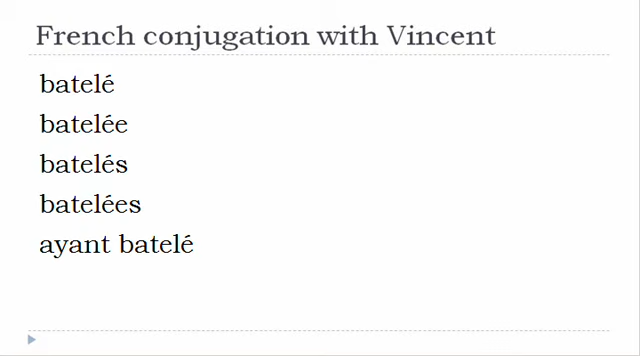 French conjugation with Vincent
batelé
batelée
batelés
batelées
ayant batelé